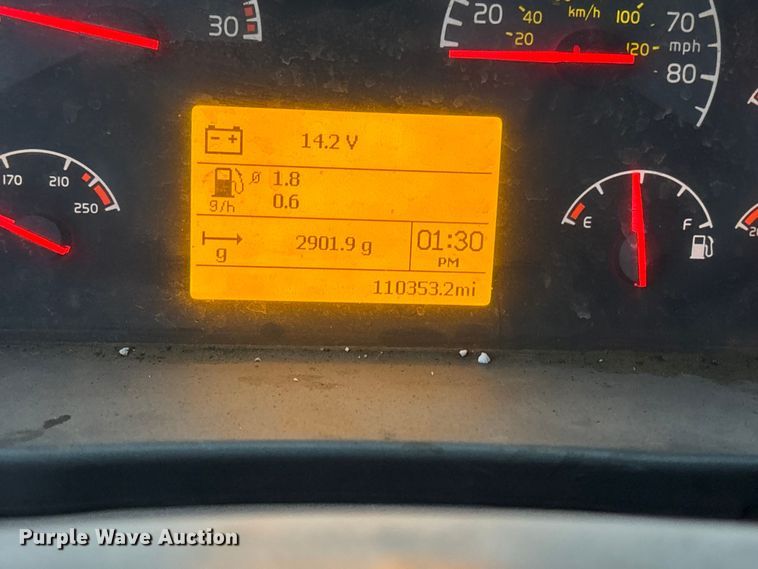 30
20
40
km/h
100
70
20
120
mph
80
14.2 V
170
210
250
ø 1.8
g/h
0.6
E
F
g
2901.9 g
01:30
PM
110353.2mi
Purple Wave Auction